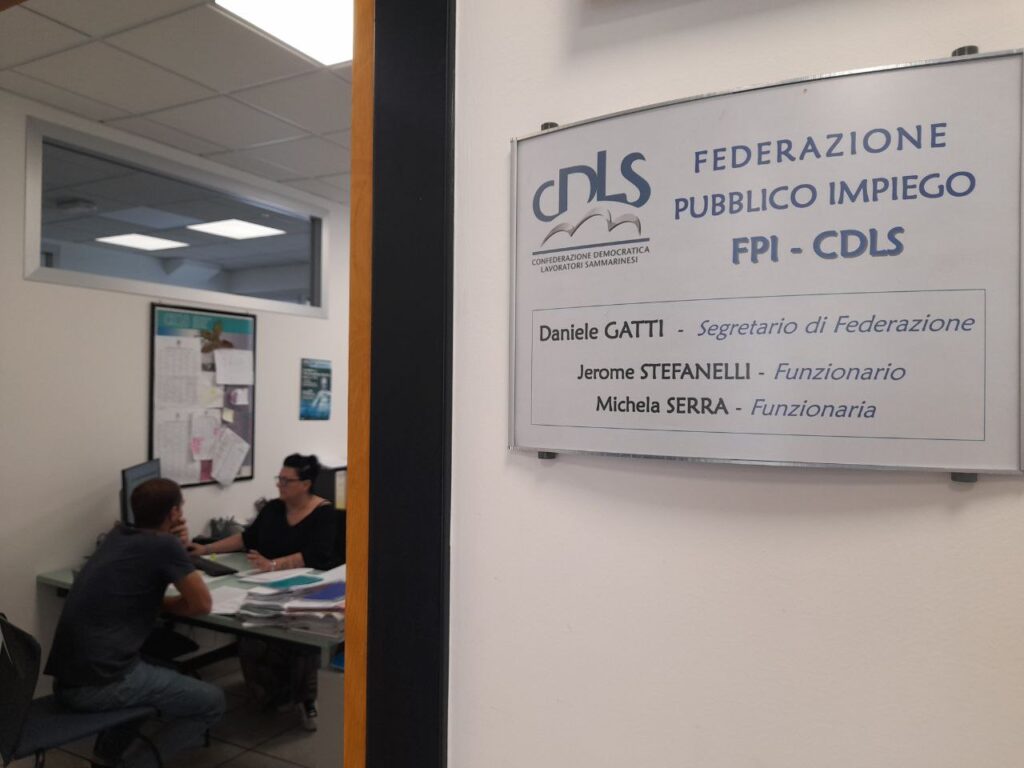 CDLS
CONFEDERAZIONE DEMOCRATICA
LAVORATORI SAMMARINESI
FEDERAZIONE
PUBBLICO IMPIEGO
FPI - CDLS
Daniele GATTI - Segretario di Federazione
Jerome STEFANELLI - Funzionario
Michela SERRA - Funzionaria